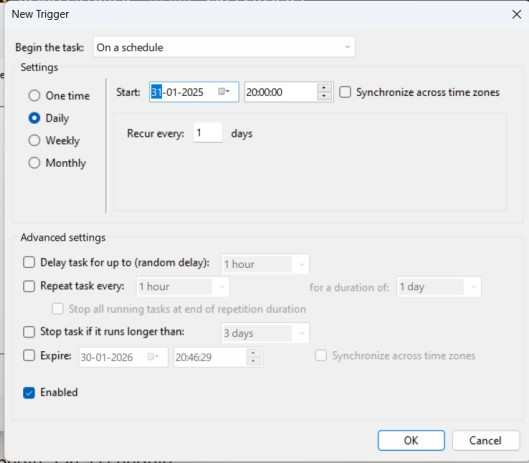 New Trigger
Begin the task: On a schedule
Settings
One time
Daily
Weekly
Monthly
Start: 31-01-2025 20:00:00 Synchronize across time zones
Recur every: 1 days
Advanced settings
Delay task for up to (random delay): 1 hour
Repeat task every: 1 hour for a duration of: 1 day
Stop all running tasks at end of repetition duration
Stop task if it runs longer than: 3 days
Expire: 30-01-2026 20:46:29 Synchronize across time zones
Enabled
OK Cancel